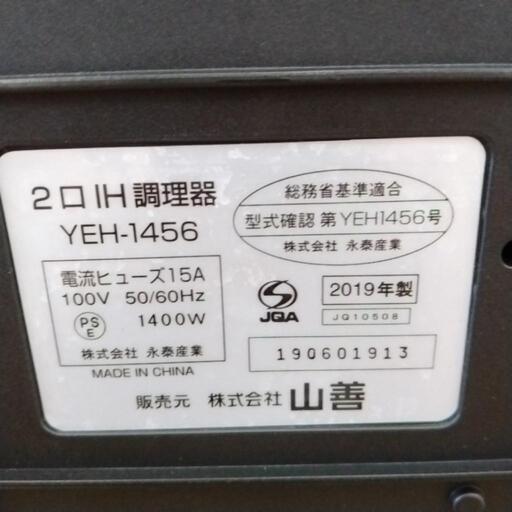 2口IH調理器
YEH-1456
電流ヒューズ15A
100V 50/60Hz
PS
E
1400W
株式会社 永泰産業
MADE IN CHINA
総務省基準適合
型式確認 第 YEH1456号
株式会社 永泰産業
JQA
2019年製
JQ10508
190601913
販売元 株式会社 山善